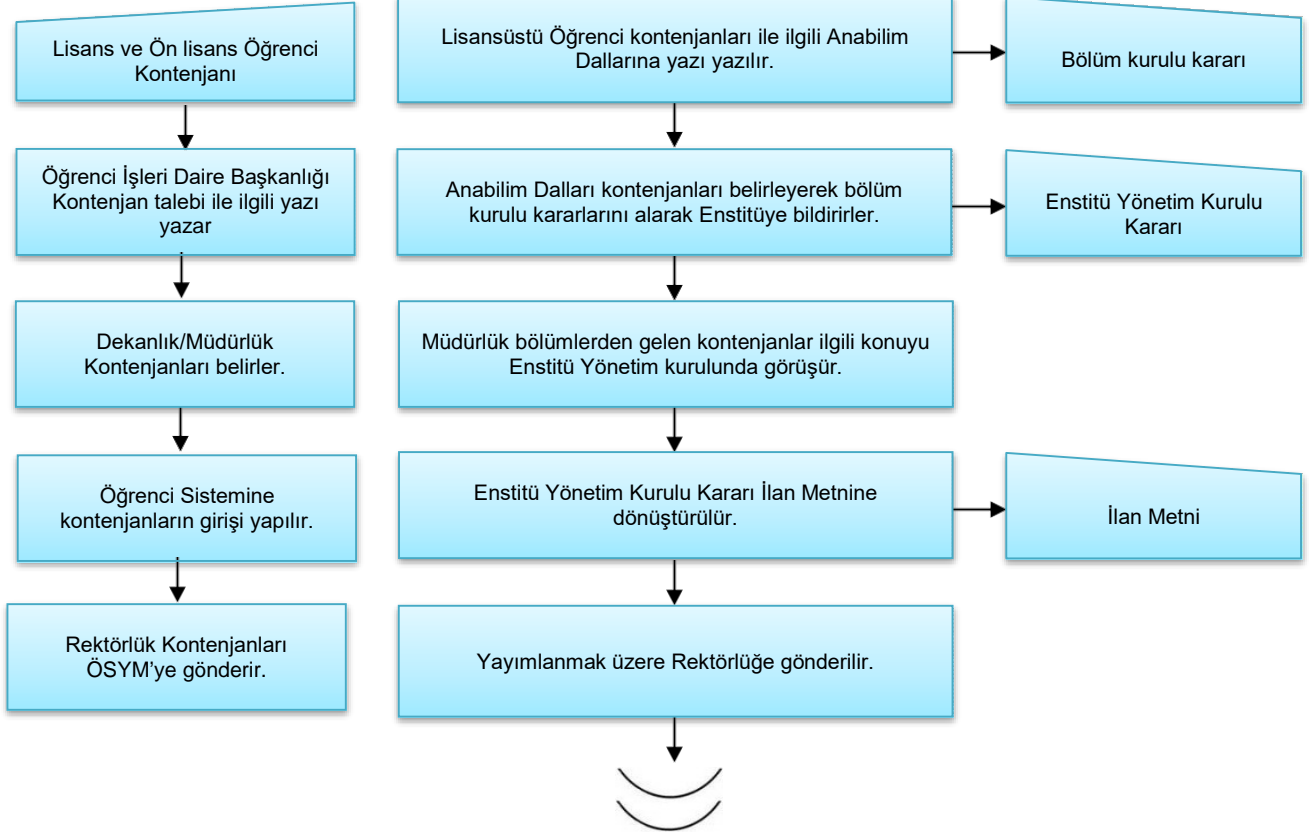 Lisans ve Ön lisans Öğrenci
Kontenjanı
Öğrenci İşleri Daire Başkanlığı
Kontenjan talebi ile ilgili yazı
yazar
Dekanlık/Müdürlük
Kontenjanları belirler.
Öğrenci Sistemine
kontenjanların girişi yapılır.
Rektörlük Kontenjanları
ÖSYM’ye gönderir.
Lisansüstü Öğrenci kontenjanları ile ilgili Anabilim
Dallarına yazı yazılır.
Bölüm kurulu kararı
Anabilim Dalları kontenjanları belirleyerek bölüm
kurulu kararlarını alarak Enstitüye bildirirler.
Enstitü Yönetim Kurulu
Kararı
Müdürlük bölümlerden gelen kontenjanlar ilgili konuyu
Enstitü Yönetim kurulunda görüşür.
Enstitü Yönetim Kurulu Kararı İlan Metnine
dönüştürülür.
İlan Metni
Yayımlanmak üzere Rektörlüğe gönderilir.